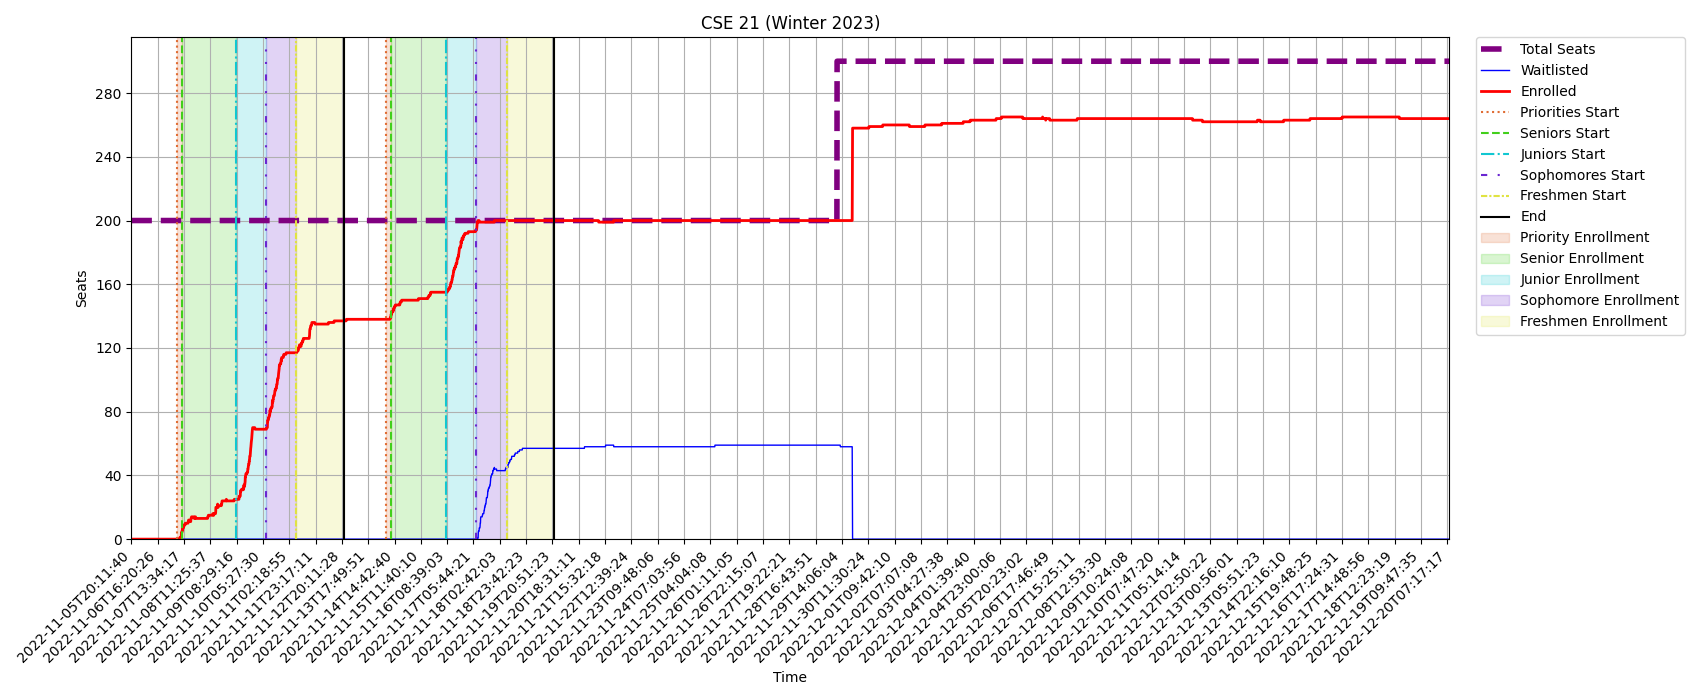 CSE 21 (Winter 2023)
Seats
280
240
200
160
120
80
40
0
2022-11-05T20:11:40
2022-11-06T16:20:26
2022-11-07T13:34:17
2022-11-08T11:25:37
2022-11-09T08:29:16
2022-11-10T05:27:30
2022-11-11T02:18:55
2022-11-11T23:17:11
2022-11-12T20:11:28
2022-11-13T17:49:51
2022-11-14T14:42:40
2022-11-15T11:40:10
2022-11-16T08:39:03
2022-11-17T05:44:21
2022-11-18T02:42:03
2022-11-18T23:42:23
2022-11-19T20:51:23
2022-11-20T18:31:11
2022-11-21T15:32:18
2022-11-22T12:39:24
2022-11-23T09:48:06
2022-11-24T07:03:56
2022-11-25T04:04:08
2022-11-26T01:11:05
2022-11-26T22:15:07
2022-11-27T19:22:21
2022-11-28T16:43:51
2022-11-29T14:06:04
2022-11-30T11:30:24
2022-12-01T09:42:10
2022-12-02T07:07:08
2022-12-03T04:27:38
2022-12-04T01:39:40
2022-12-04T23:00:06
2022-12-05T20:23:02
2022-12-06T17:46:49
2022-12-07T15:25:11
2022-12-08T12:53:30
2022-12-09T10:24:08
2022-12-10T07:47:20
2022-12-11T05:14:14
2022-12-12T02:50:22
2022-12-13T00:56:01
2022-12-13T05:51:23
2022-12-14T22:16:10
2022-12-15T19:48:25
2022-12-16T17:24:31
2022-12-17T14:48:56
2022-12-18T12:23:19
2022-12-19T09:47:35
2022-12-20T07:17:17
Time
Total Seats
Waitlisted
Enrolled
Priorities Start
Seniors Start
Juniors Start
Sophomores Start
Freshmen Start
End
Priority Enrollment
Senior Enrollment
Junior Enrollment
Sophomore Enrollment
Freshmen Enrollment